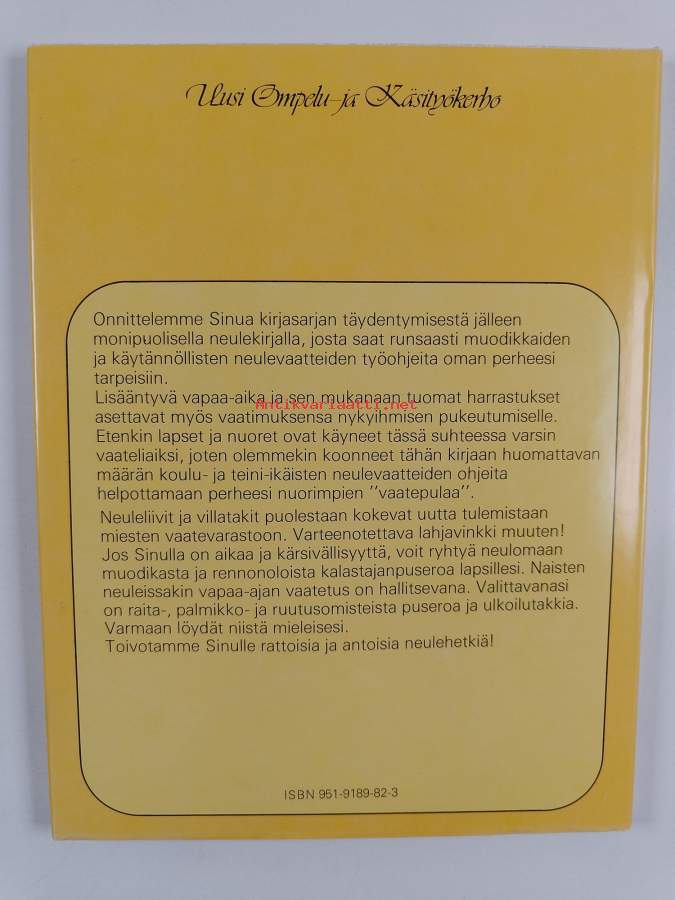 Uusi Ompelu-ja Käsityökerho
Onnittelemme Sinua kirjasarjan täydentymisestä jälleen
monipuolisella neulekirjalla, josta saat runsaasti muodikkaiden
ja käytännöllisten neulevaatteiden työohjeita oman perheesi
tarpeisiin.
Lisääntyvä vapaa-aika ja sen mukanaan tuomat harrastukset
Antikvariaatti.net
asettavat myös vaatimuksensa nykyihmisen pukeutumiselle.
Etenkin lapset ja nuoret ovat käyneet tässä suhteessa varsin
vaateliaiksi, joten olemmekin koonneet tähän kirjaan huomattavan
määrän koulu- ja teini-ikäisten neulevaatteiden ohjeita
helpottamaan perheesi nuorimpien ''vaatepulaa''.
Neuleliivit ja villatakit puolestaan kokevat uutta tulemistaan
miesten vaatevarastoon. Varteenotettava lahjavinkki muuten!
Jos Sinulla on aikaa ja kärsivällisyyttä, voit ryhtyä neulomaan
muodikasta ja rennonoloista kalastajanpuseroa lapsillesi. Naisten
neuleissakin vapaa-ajan vaatetus on hallitsevana. Valittavanasi
on raita-, palmikko- ja ruutusomisteista puseroa ja ulkoilutakkia.
Varmaan löydät niistä mieleisesi.
Toivotamme Sinulle rattoisia ja antoisia neulehetkiä!
ISBN 951-9189-82-3